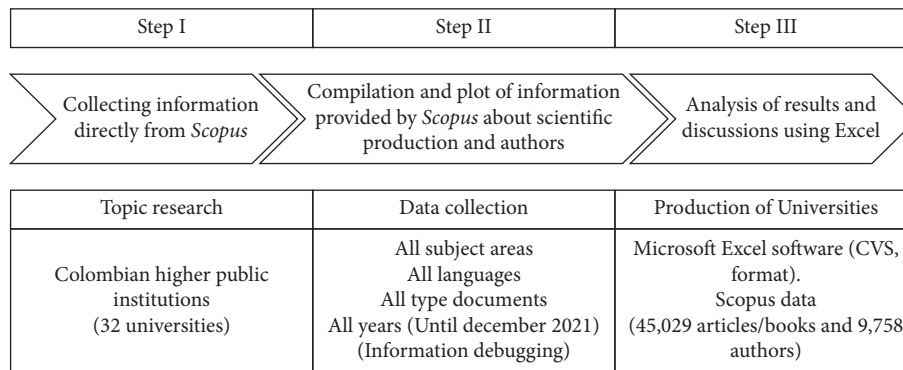 Step I
Step II
Step III
Collecting information
directly from Scopus
Compilation and plot of information
provided by Scopus about scientific
production and authors
Analysis of results and
discussions using Excel
Topic research
Data collection
Production of Universities
Colombian higher public
institutions
(32 universities)
All subject areas
All languages
All type documents
All years (Until december 2021)
(Information debugging)
Microsoft Excel software (CVS,
format).
Scopus data
(45,029 articles/books and 9,758
authors)